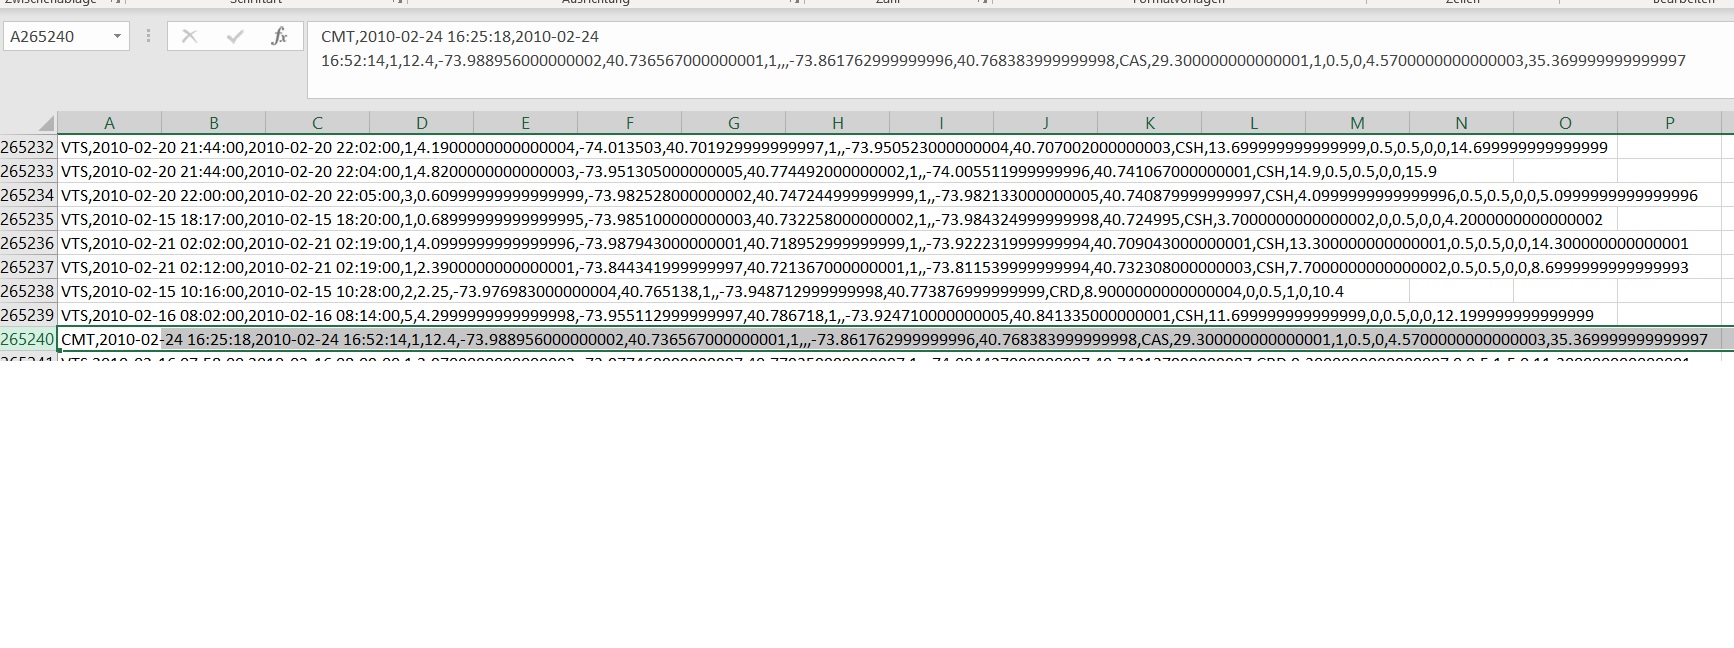 Zwischenablage Schriftart Ausrichtung Zahl Formatvorlagen Zellen Bearbeiten
A265240 fx CMT,2010-02-24 16:25:18,2010-02-24
16:52:14,1,12.4,-73.988956000000002,40.736567000000001,1,,,-73.861762999999996,40.768383999999998,CAS,29.300000000000001,1,0.5,0,4.5700000000000003,35.369999999999997
A B C D E F G H I J K L M N O P
265232 VTS,2010-02-20 21:44:00,2010-02-20 22:02:00,1,4.1900000000000004,-74.013503,40.701929999999997,1,,-73.950523000000004,40.707002000000003,CSH,13.699999999999999,0.5,0.5,0,0,14.699999999999999
265233 VTS,2010-02-20 21:44:00,2010-02-20 22:04:00,1,4.8200000000000003,-73.951305000000005,40.774492000000002,1,,-74.005511999999996,40.741067000000001,CSH,14.9,0.5,0.5,0,0,15.9
265234 VTS,2010-02-20 22:00:00,2010-02-20 22:05:00,3,0.60999999999999999,-73.982528000000002,40.747244999999999,1,,-73.982133000000005,40.740879999999997,CSH,4.0999999999999996,0.5,0.5,0,0,5.0999999999999996
265235 VTS,2010-02-15 18:17:00,2010-02-15 18:20:00,1,0.68999999999999995,-73.985100000000003,40.732258000000002,1,,-73.984324999999998,40.724995,CSH,3.7000000000000002,0,0.5,0,0,4.2000000000000002
265236 VTS,2010-02-21 02:02:00,2010-02-21 02:19:00,1,4.0999999999999996,-73.987943000000001,40.718952999999999,1,,-73.922231999999994,40.709043000000001,CSH,13.300000000000001,0.5,0.5,0,0,14.300000000000001
265237 VTS,2010-02-21 02:12:00,2010-02-21 02:19:00,1,2.3900000000000001,-73.844341999999997,40.721367000000001,1,,-73.811539999999994,40.732308000000003,CSH,7.7000000000000002,0.5,0.5,0,0,8.6999999999999993
265238 VTS,2010-02-15 10:16:00,2010-02-15 10:28:00,2,2.25,-73.976983000000004,40.765138,1,,-73.948712999999998,40.773876999999999,CRD,8.9000000000000004,0,0.5,1,0,10.4
265239 VTS,2010-02-16 08:02:00,2010-02-16 08:14:00,5,4.2999999999999998,-73.955112999999997,40.786718,1,,-73.924710000000005,40.841335000000001,CSH,11.699999999999999,0,0.5,0,0,12.199999999999999
265240 CMT,2010-02-24 16:25:18,2010-02-24 16:52:14,1,12.4,-73.988956000000002,40.736567000000001,1,,,-73.861762999999996,40.768383999999998,CAS,29.300000000000001,1,0.5,0,4.5700000000000003,35.369999999999997